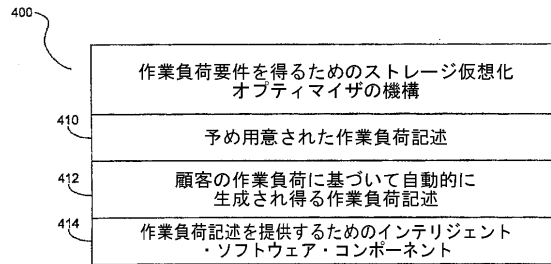 400
作業負荷要件を得るためのストレージ仮想化
オプティマイザの機構
410
予め用意された作業負荷記述
412
顧客の作業負荷に基づいて自動的に
生成され得る作業負荷記述
414
作業負荷記述を提供するためのインテリジェント
・ソフトウェア・コンポーネント